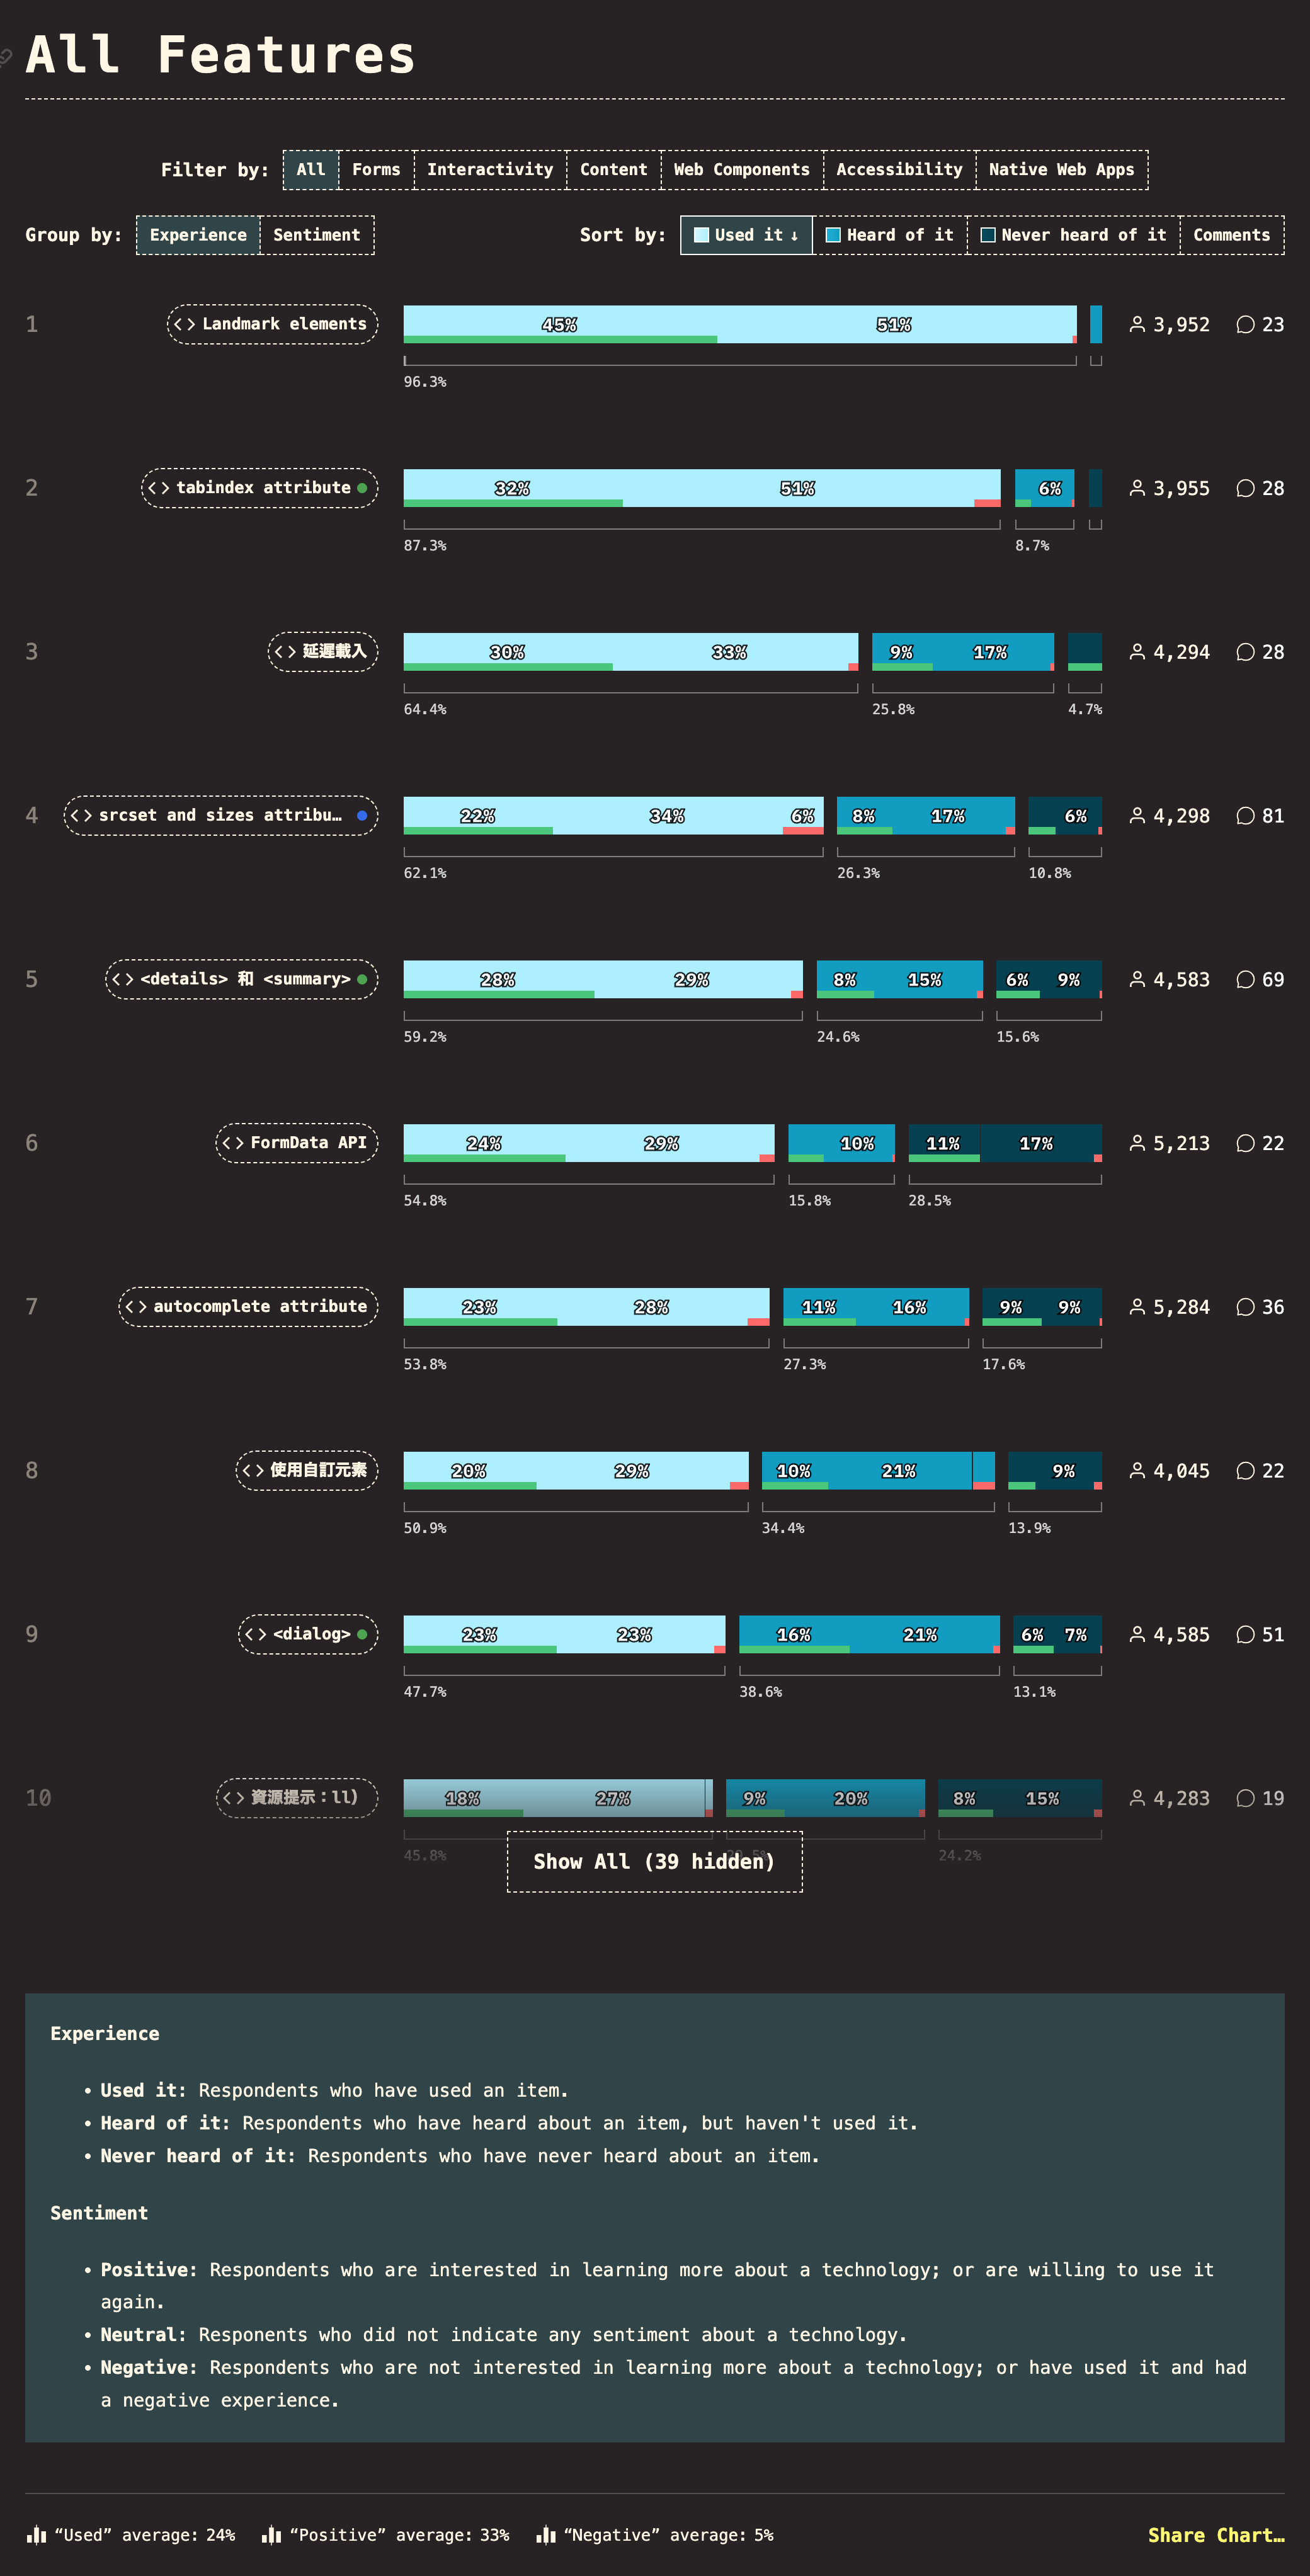 All Features
Filter by: All Forms Interactivity Content Web Components Accessibility Native Web Apps
Group by: Experience Sentiment Sort by: Used it ↓ Heard of it Never heard of it Comments
1 <> Landmark elements 45% 51% 3,952 23
96.3%
2 <> tabindex attribute 32% 51% 6% 3,955 28
87.3% 8.7%
3 <> 延遲載入 30% 33% 9% 17% 4,294 28
64.4% 25.8% 4.7%
4 <> srcset and sizes attribu… 22% 34% 6% 8% 17% 6% 4,298 81
62.1% 26.3% 10.8%
5 <> <details> 和 <summary> 28% 29% 8% 15% 6% 9% 4,583 69
59.2% 24.6% 15.6%
6 <> FormData API 24% 29% 10% 11% 17% 5,213 22
54.8% 15.8% 28.5%
7 <> autocomplete attribute 23% 28% 11% 16% 9% 9% 5,284 36
53.8% 27.3% 17.6%
8 <> 使用自訂元素 20% 29% 10% 21% 9% 4,045 22
50.9% 34.4% 13.9%
9 <> <dialog> 23% 23% 16% 21% 6% 7% 4,585 51
47.7% 38.6% 13.1%
10 <> 資源提示：ll) 18% 27% 9% 20% 8% 15% 4,283 19
45.8% 24.2%
Show All (39 hidden)
Experience
• Used it: Respondents who have used an item.
• Heard of it: Respondents who have heard about an item, but haven't used it.
• Never heard of it: Respondents who have never heard about an item.
Sentiment
• Positive: Respondents who are interested in learning more about a technology; or are willing to use it
again.
• Neutral: Responents who did not indicate any sentiment about a technology.
• Negative: Respondents who are not interested in learning more about a technology; or have used it and had
a negative experience.
“Used” average: 24% “Positive” average: 33% “Negative” average: 5% Share Chart…